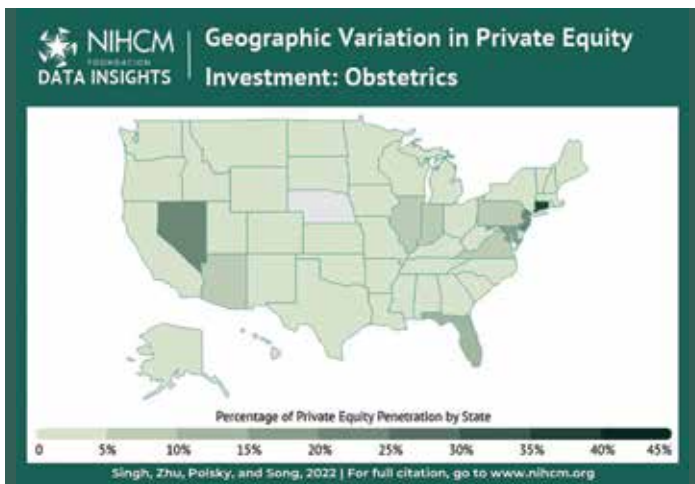 NIHCM
FOUNDATION
DATA INSIGHTS
Geographic Variation in Private Equity
Investment: Obstetrics
Percentage of Private Equity Penetration by State
0 5% 10% 15% 20% 25% 30% 35% 40% 45%
Singh, Zhu, Polsky, and Song, 2022 | For full citation, go to www.nihcm.org